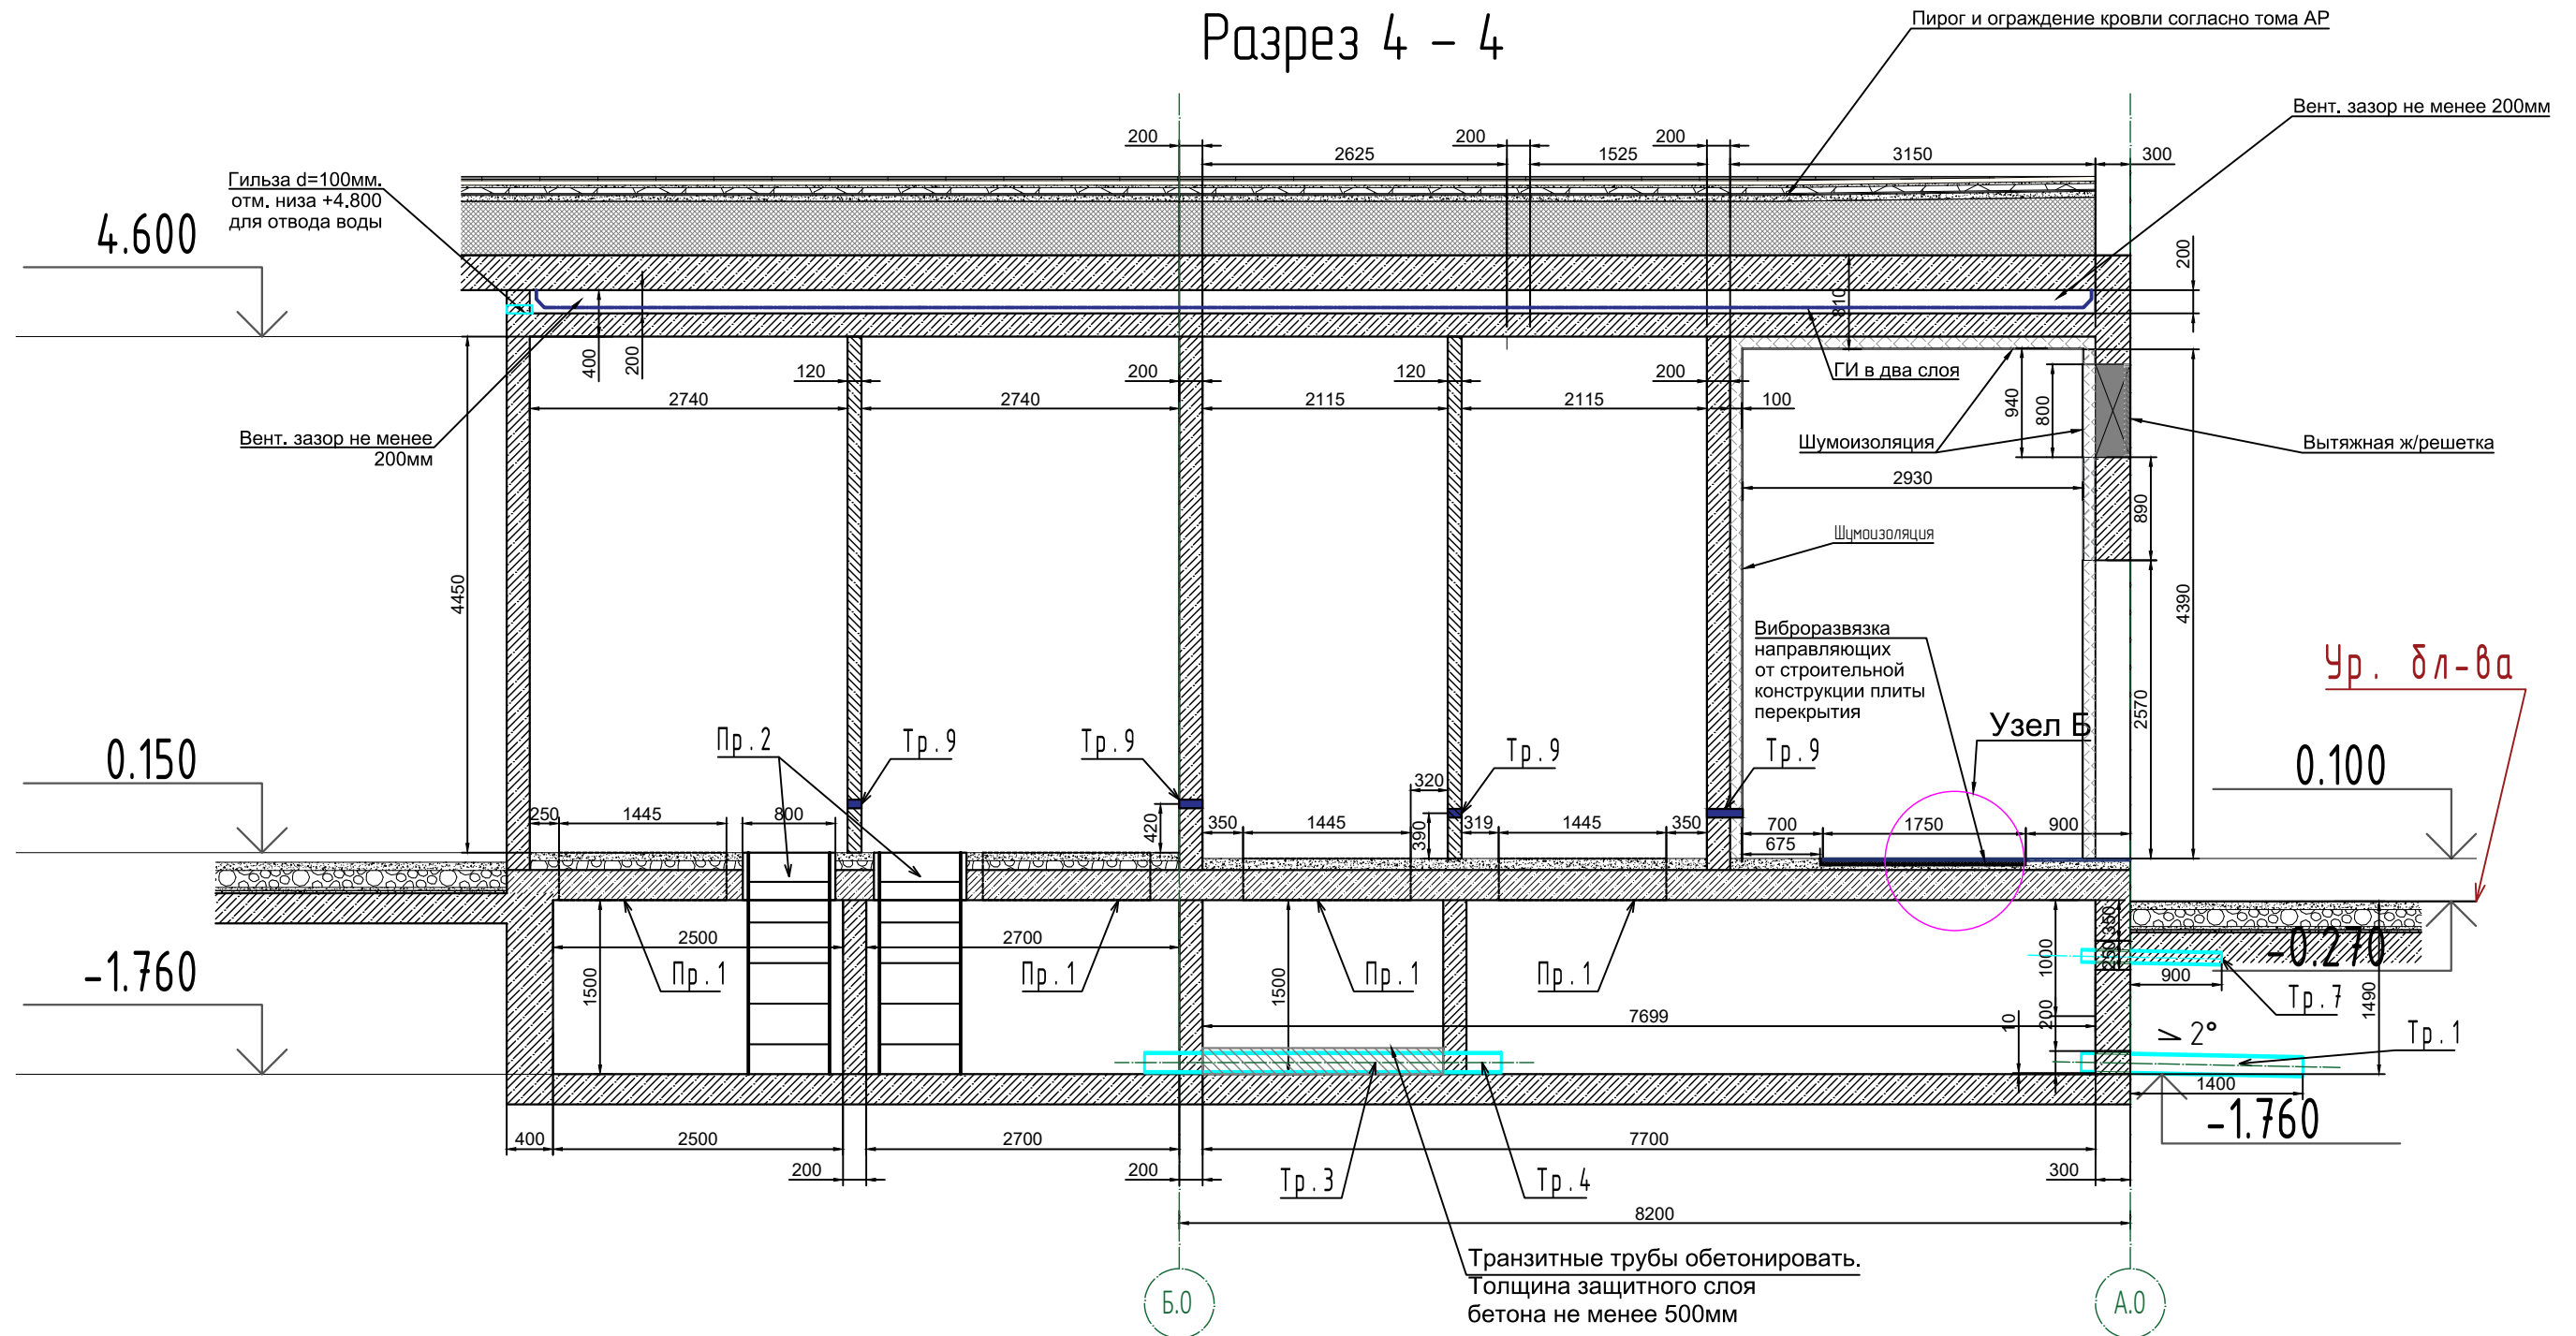 Разрез 4 - 4
Пирог и ограждение кровли согласно тома АР
Вент. зазор не менее 200мм
200
200
200
2625
1525
3150
300
Гильза d=100мм.
отм. низа +4.800
для отвода воды
4.600
200
810
400
200
ГИ в два слоя
120
200
120
200
2740
2740
2115
2115
100
940
800
Вент. зазор не менее
200мм
Шумоизоляция
Вытяжная ж/решетка
2930
890
Шумоизоляция
4450
4390
Виброразвязка
направляющих
от строительной
конструкции плиты
перекрытия
Ур. бл-ва
2570
Узел Б
Пр.2
Тр.9
Тр.9
Тр.9
Тр.9
0.150
0.100
320
250
1445
800
420
350
1445
390
319
1445
350
700
1750
900
675
350
250
2500
2700
1000
-0.270
Пр.1
Пр.1
Пр.1
Пр.1
-1.760
1500
1500
900
Тр.7
1490
7699
10
200
≥ 2°
Тр.1
1400
-1.760
400
2500
2700
7700
200
200
Тр.3
Тр.4
300
8200
Транзитные трубы обетонировать.
Толщина защитного слоя
бетона не менее 500мм
Б.0
А.0